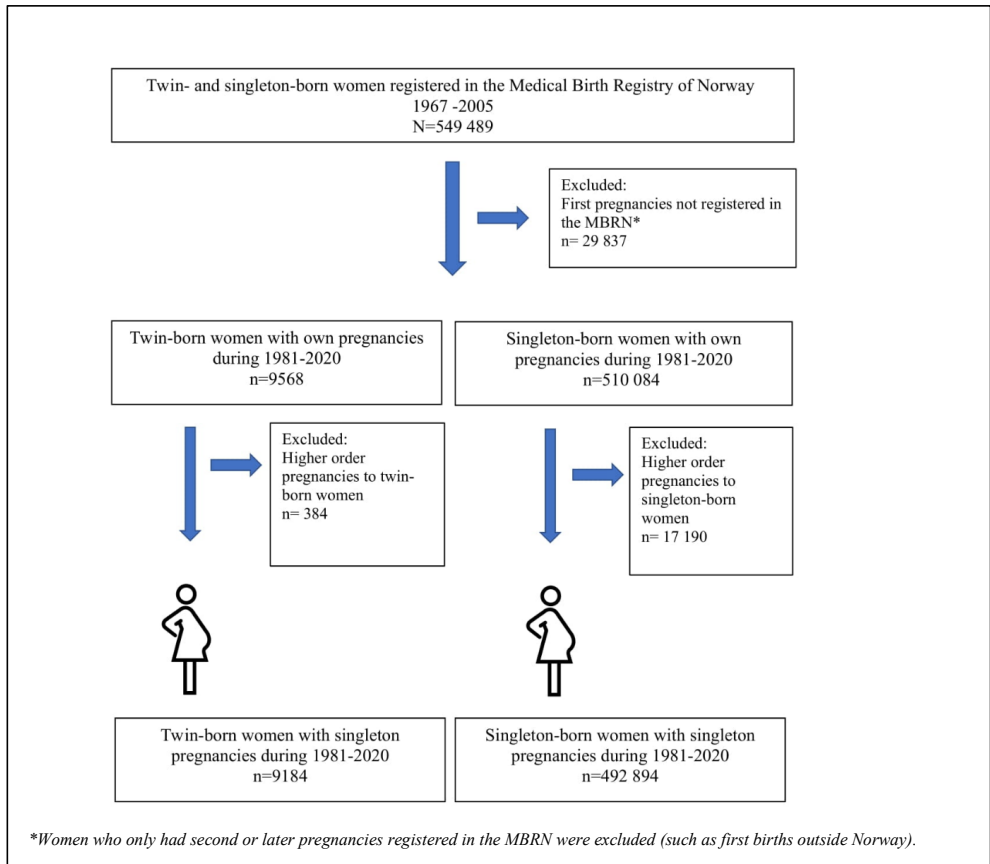 Twin- and singleton-born women registered in the Medical Birth Registry of Norway
1967 -2005
N=549 489
Excluded:
First pregnancies not registered in
the MBRN*
n= 29 837
Twin-born women with own pregnancies
during 1981-2020
n=9568
Singleton-born women with own
pregnancies during 1981-2020
n=510 084
Excluded:
Higher order
pregnancies to twin-
born women
n= 384
Excluded:
Higher order
pregnancies to
singleton-born
women
n= 17 190
Twin-born women with singleton
pregnancies during 1981-2020
n=9184
Singleton-born women with singleton
pregnancies during 1981-2020
n=492 894
*Women who only had second or later pregnancies registered in the MBRN were excluded (such as first births outside Norway).